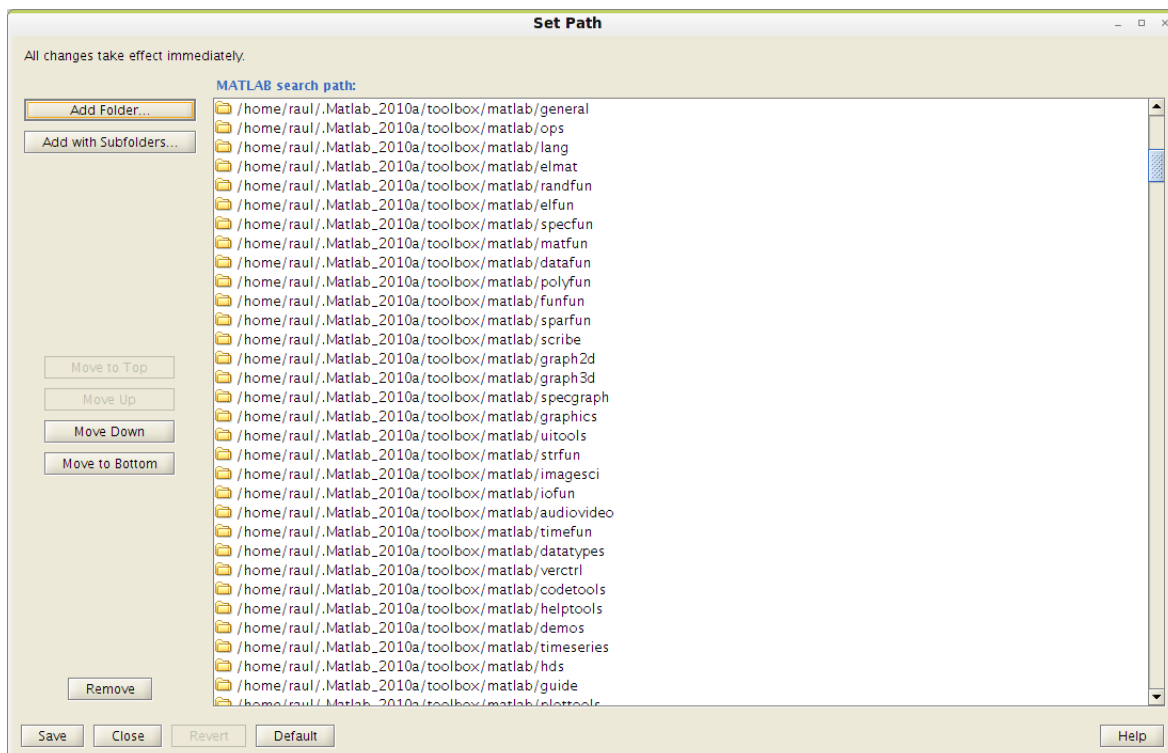 Set Path
All changes take effect immediately.
MATLAB search path:
Add Folder...
Add with Subfolders...
Move to Top
Move Up
Move Down
Move to Bottom
Remove
/home/raul/.Matlab_2010a/toolbox/matlab/general
/home/raul/.Matlab_2010a/toolbox/matlab/ops
/home/raul/.Matlab_2010a/toolbox/matlab/lang
/home/raul/.Matlab_2010a/toolbox/matlab/elmat
/home/raul/.Matlab_2010a/toolbox/matlab/randfun
/home/raul/.Matlab_2010a/toolbox/matlab/elfun
/home/raul/.Matlab_2010a/toolbox/matlab/specfun
/home/raul/.Matlab_2010a/toolbox/matlab/matfun
/home/raul/.Matlab_2010a/toolbox/matlab/datafun
/home/raul/.Matlab_2010a/toolbox/matlab/polyfun
/home/raul/.Matlab_2010a/toolbox/matlab/funfun
/home/raul/.Matlab_2010a/toolbox/matlab/sparfun
/home/raul/.Matlab_2010a/toolbox/matlab/scribe
/home/raul/.Matlab_2010a/toolbox/matlab/graph2d
/home/raul/.Matlab_2010a/toolbox/matlab/graph3d
/home/raul/.Matlab_2010a/toolbox/matlab/specgraph
/home/raul/.Matlab_2010a/toolbox/matlab/graphics
/home/raul/.Matlab_2010a/toolbox/matlab/uitools
/home/raul/.Matlab_2010a/toolbox/matlab/strfun
/home/raul/.Matlab_2010a/toolbox/matlab/imagesci
/home/raul/.Matlab_2010a/toolbox/matlab/iofun
/home/raul/.Matlab_2010a/toolbox/matlab/audiovideo
/home/raul/.Matlab_2010a/toolbox/matlab/timefun
/home/raul/.Matlab_2010a/toolbox/matlab/datatypes
/home/raul/.Matlab_2010a/toolbox/matlab/verctrl
/home/raul/.Matlab_2010a/toolbox/matlab/codetools
/home/raul/.Matlab_2010a/toolbox/matlab/helptools
/home/raul/.Matlab_2010a/toolbox/matlab/demos
/home/raul/.Matlab_2010a/toolbox/matlab/timeseries
/home/raul/.Matlab_2010a/toolbox/matlab/hds
/home/raul/.Matlab_2010a/toolbox/matlab/guide
/home/raul/.Matlab_2010a/toolbox/matlab/plottools
Save
Close
Revert
Default
Help